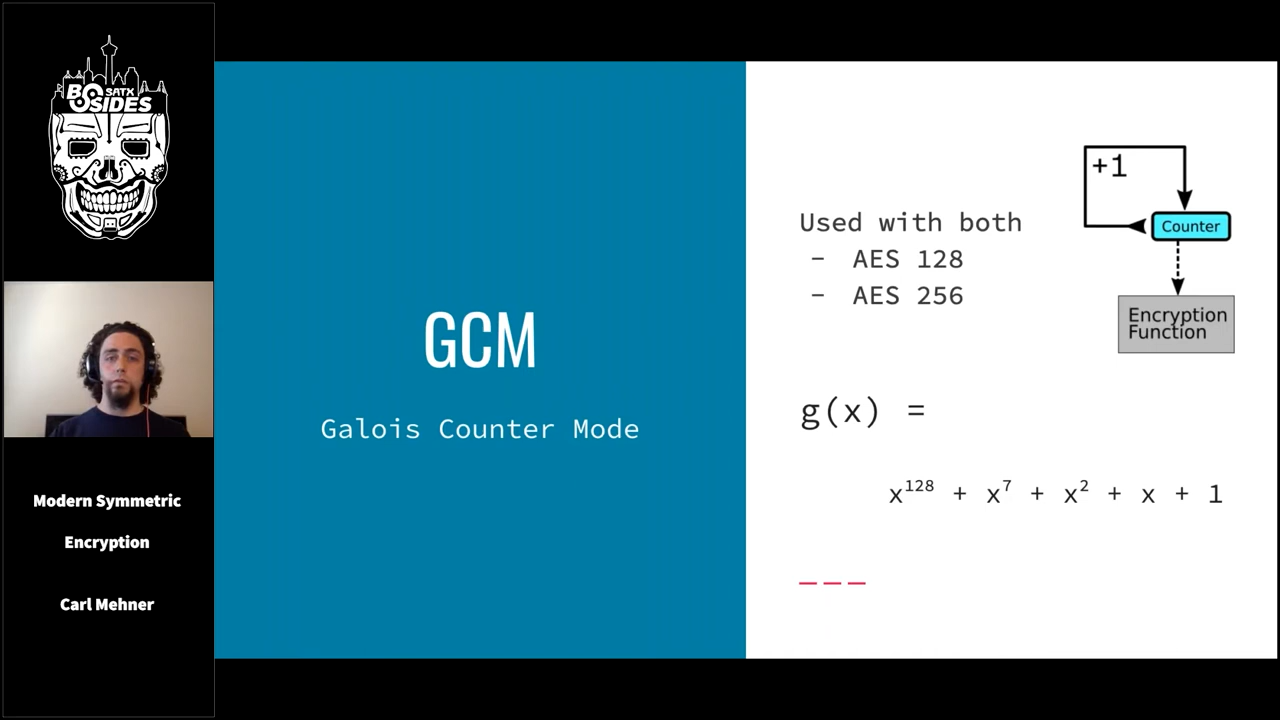 BSIDES
SATX
Modern Symmetric
Encryption
Carl Mehner
GCM
Galois Counter Mode
Used with both
- AES 128
- AES 256
+1
Counter
Encryption
Function
g(x) =
x¹²⁸ + x⁷ + x² + x + 1